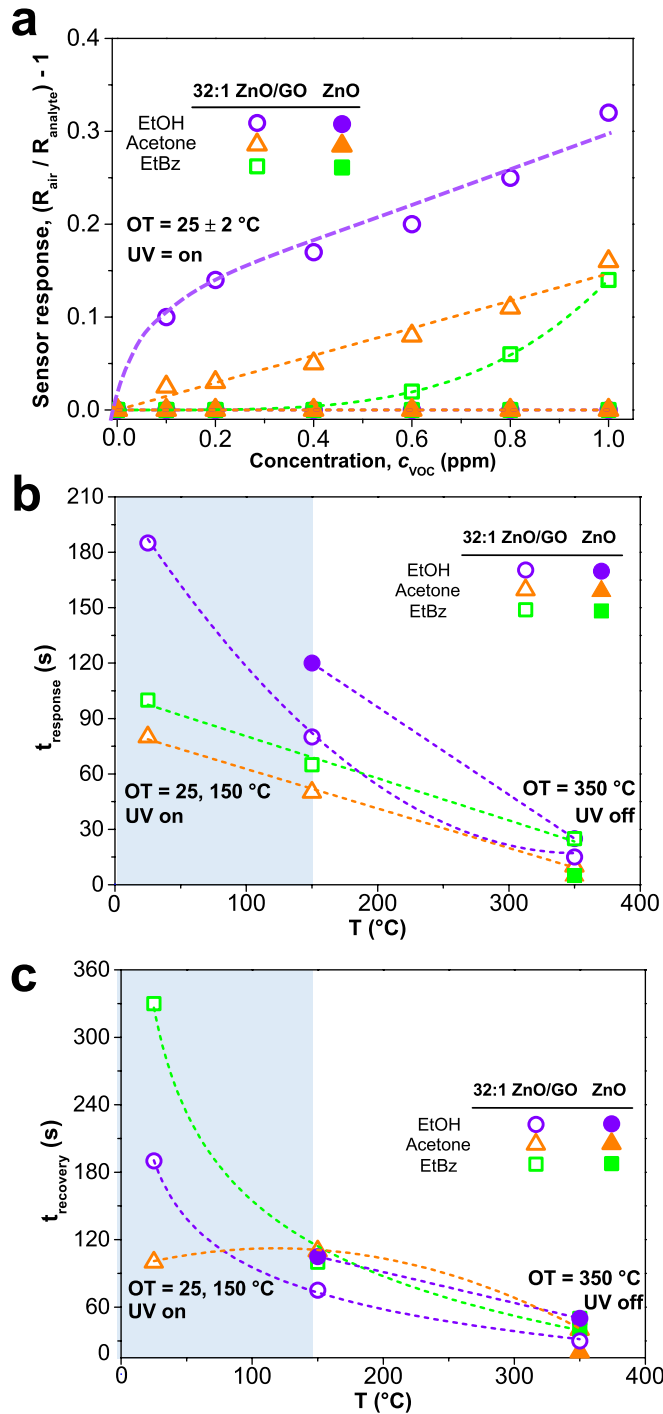 a
Sensor response, (R_air / R_analyte) - 1
0.4
0.3
0.2
0.1
0.0
32:1 ZnO/GO ZnO
EtOH
Acetone
EtBz
OT = 25 ± 2 °C
UV = on
0.0 0.2 0.4 0.6 0.8 1.0
Concentration, c_VOC (ppm)
b
t_response (s)
210
180
150
120
90
60
30
0
32:1 ZnO/GO ZnO
EtOH
Acetone
EtBz
OT = 25, 150 °C
UV on
OT = 350 °C
UV off
0 100 200 300 400
T (°C)
c
t_recovery (s)
360
300
240
180
120
60
0
32:1 ZnO/GO ZnO
EtOH
Acetone
EtBz
OT = 25, 150 °C
UV on
OT = 350 °C
UV off
0 100 200 300 400
T (°C)